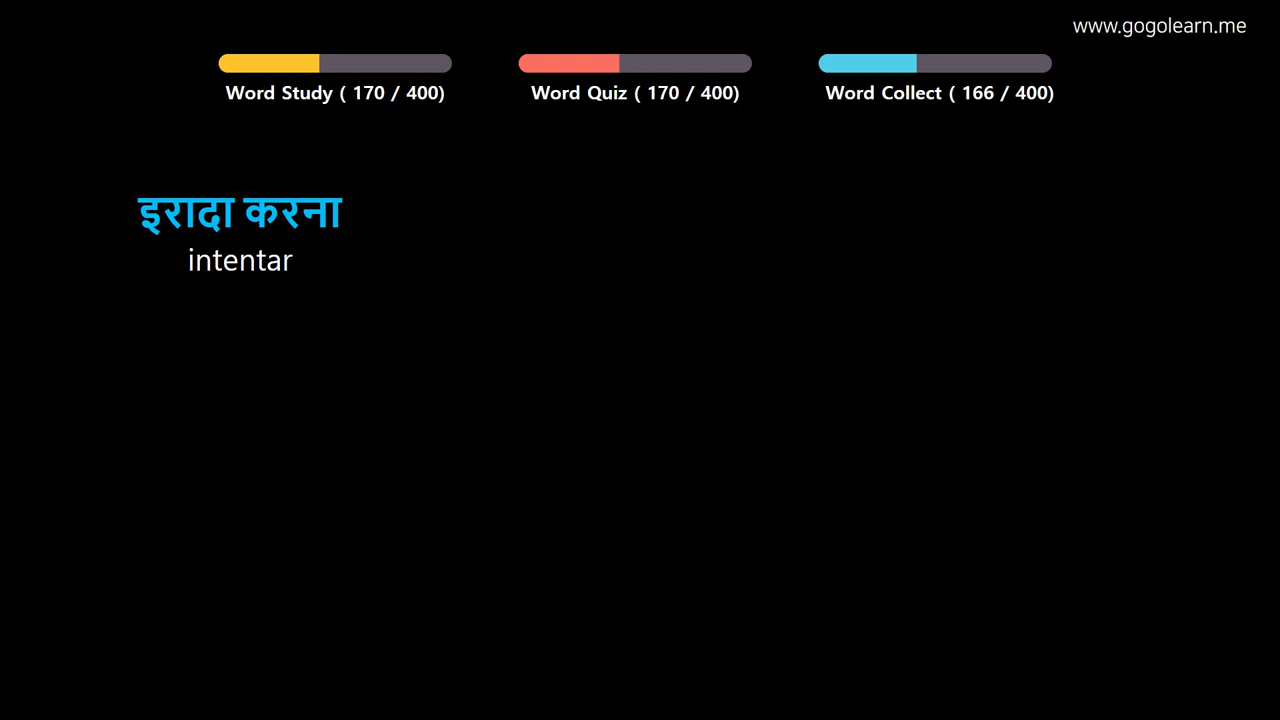 www.gogolearn.me
Word Study ( 170 / 400)
Word Quiz ( 170 / 400)
Word Collect ( 166 / 400)
इरादा करना
intentar